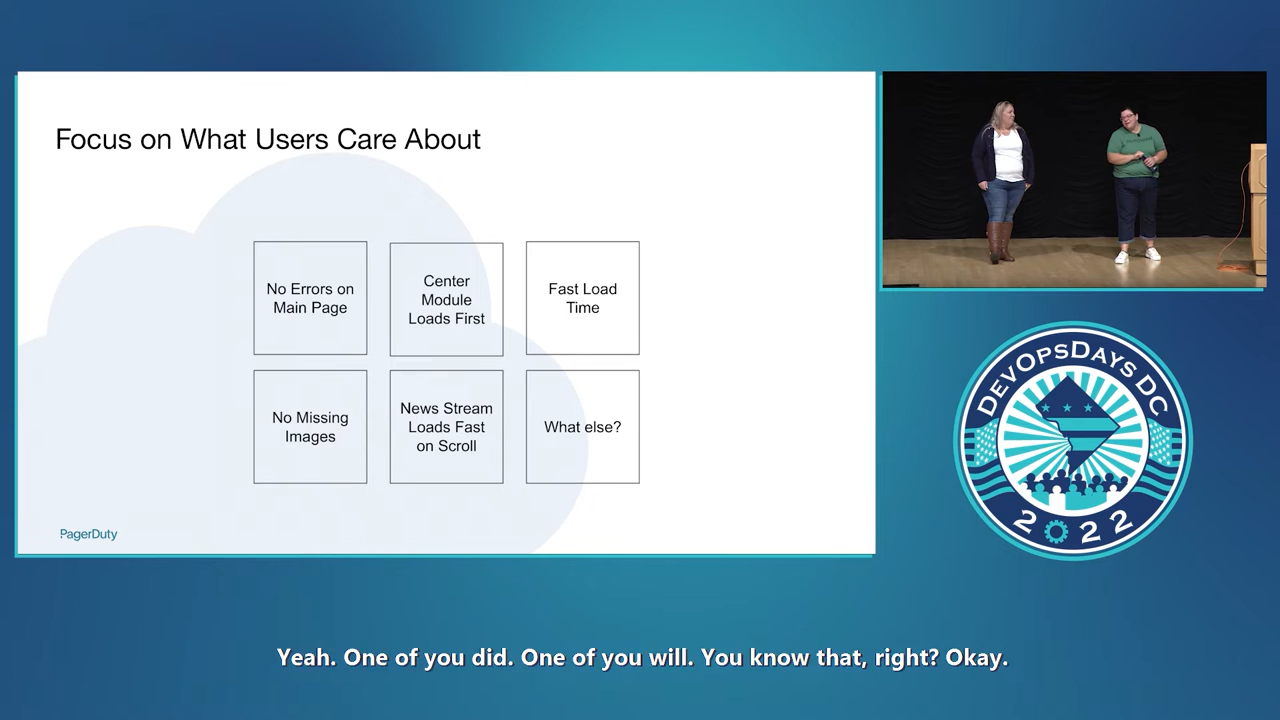 Focus on What Users Care About
No Errors on
Main Page
Center
Module
Loads First
Fast Load
Time
No Missing
Images
News Stream
Loads Fast
on Scroll
What else?
PagerDuty
DEVOPSDAYS DC
2022
Yeah. One of you did. One of you will. You know that, right? Okay.